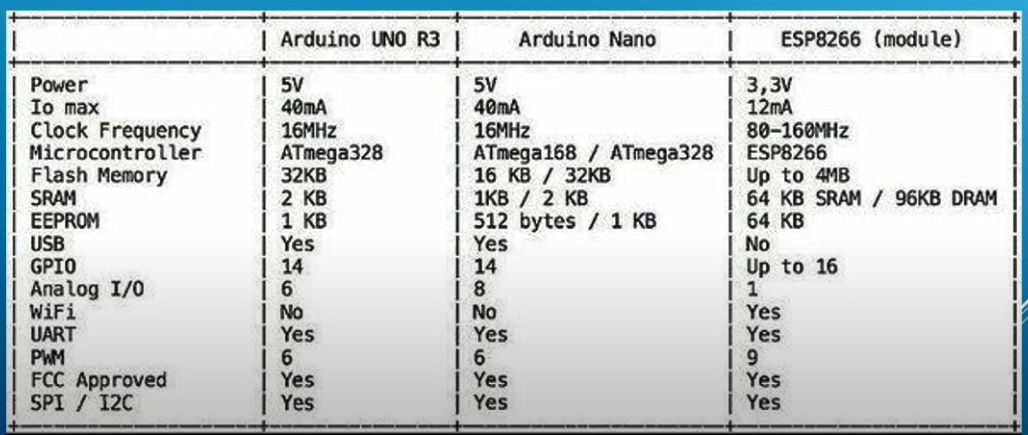 Arduino UNO R3 Arduino Nano ESP8266 (module)
Power 5V 5V 3,3V
Io max 40mA 40mA 12mA
Clock Frequency 16MHz 16MHz 80-160MHz
Microcontroller ATmega328 ATmega168 / ATmega328 ESP8266
Flash Memory 32KB 16 KB / 32KB Up to 4MB
SRAM 2 KB 1KB / 2 KB 64 KB SRAM / 96KB DRAM
EEPROM 1 KB 512 bytes / 1 KB 64 KB
USB Yes Yes No
GPIO 14 14 Up to 16
Analog I/O 6 8 1
WiFi No No Yes
UART Yes Yes Yes
PWM 6 6 9
FCC Approved Yes Yes Yes
SPI / I2C Yes Yes Yes